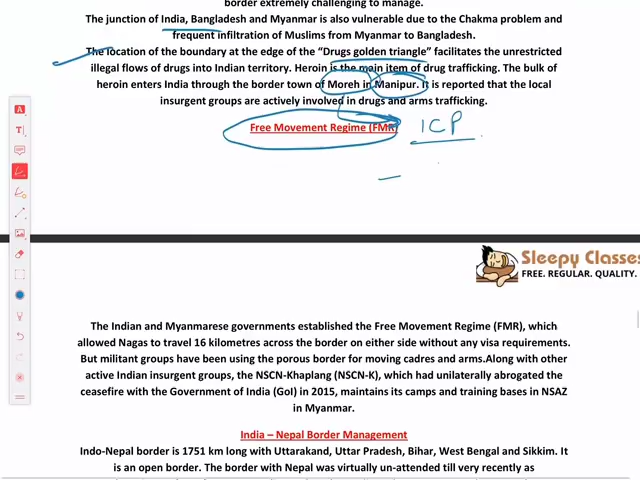 border extremely challenging to manage.
The junction of India, Bangladesh and Myanmar is also vulnerable due to the Chakma problem and
frequent infiltration of Muslims from Myanmar to Bangladesh.
The location of the boundary at the edge of the “Drugs golden triangle” facilitates the unrestricted
illegal flows of drugs into Indian territory. Heroin is the main item of drug trafficking. The bulk of
heroin enters India through the border town of Moreh in Manipur. It is reported that the local
insurgent groups are actively involved in drugs and arms trafficking.
Free Movement Regime (FMR) ICP
Sleepy Classes
FREE. REGULAR. QUALITY.
The Indian and Myanmarese governments established the Free Movement Regime (FMR), which
allowed Nagas to travel 16 kilometres across the border on either side without any visa requirements.
But militant groups have been using the porous border for moving cadres and arms.Along with other
active Indian insurgent groups, the NSCN-Khaplang (NSCN-K), which had unilaterally abrogated the
ceasefire with the Government of India (GoI) in 2015, maintains its camps and training bases in NSAZ
in Myanmar.
India – Nepal Border Management
Indo-Nepal border is 1751 km long with Uttarakand, Uttar Pradesh, Bihar, West Bengal and Sikkim. It
is an open border. The border with Nepal was virtually un-attended till very recently as